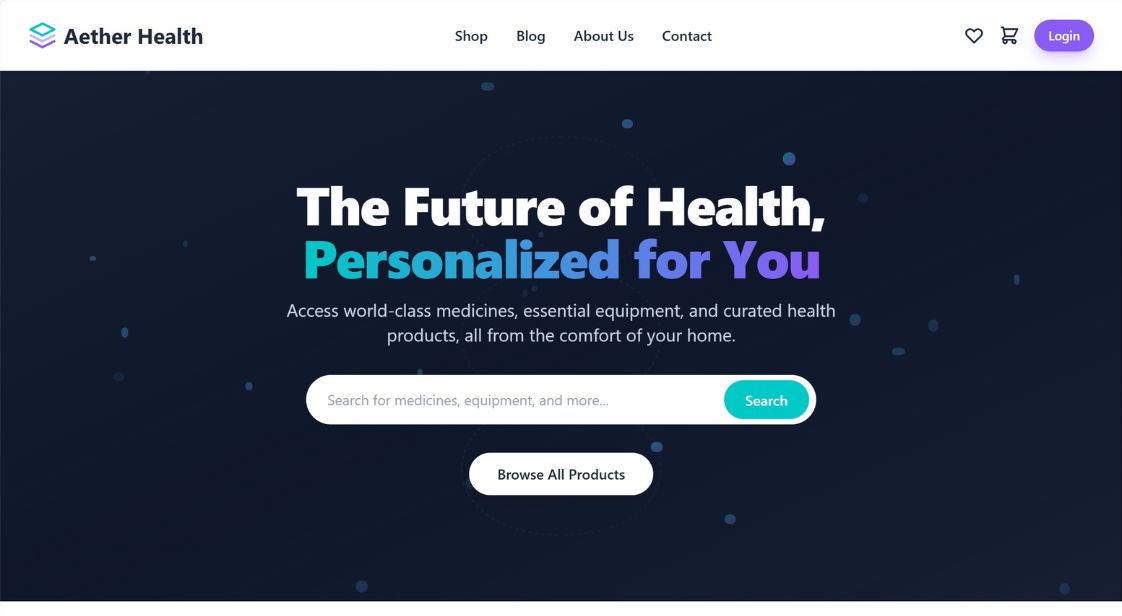 Aether Health
Shop Blog About Us Contact
Login
The Future of Health,
Personalized for You
Access world-class medicines, essential equipment, and curated health
products, all from the comfort of your home.
Search for medicines, equipment, and more...
Search
Browse All Products